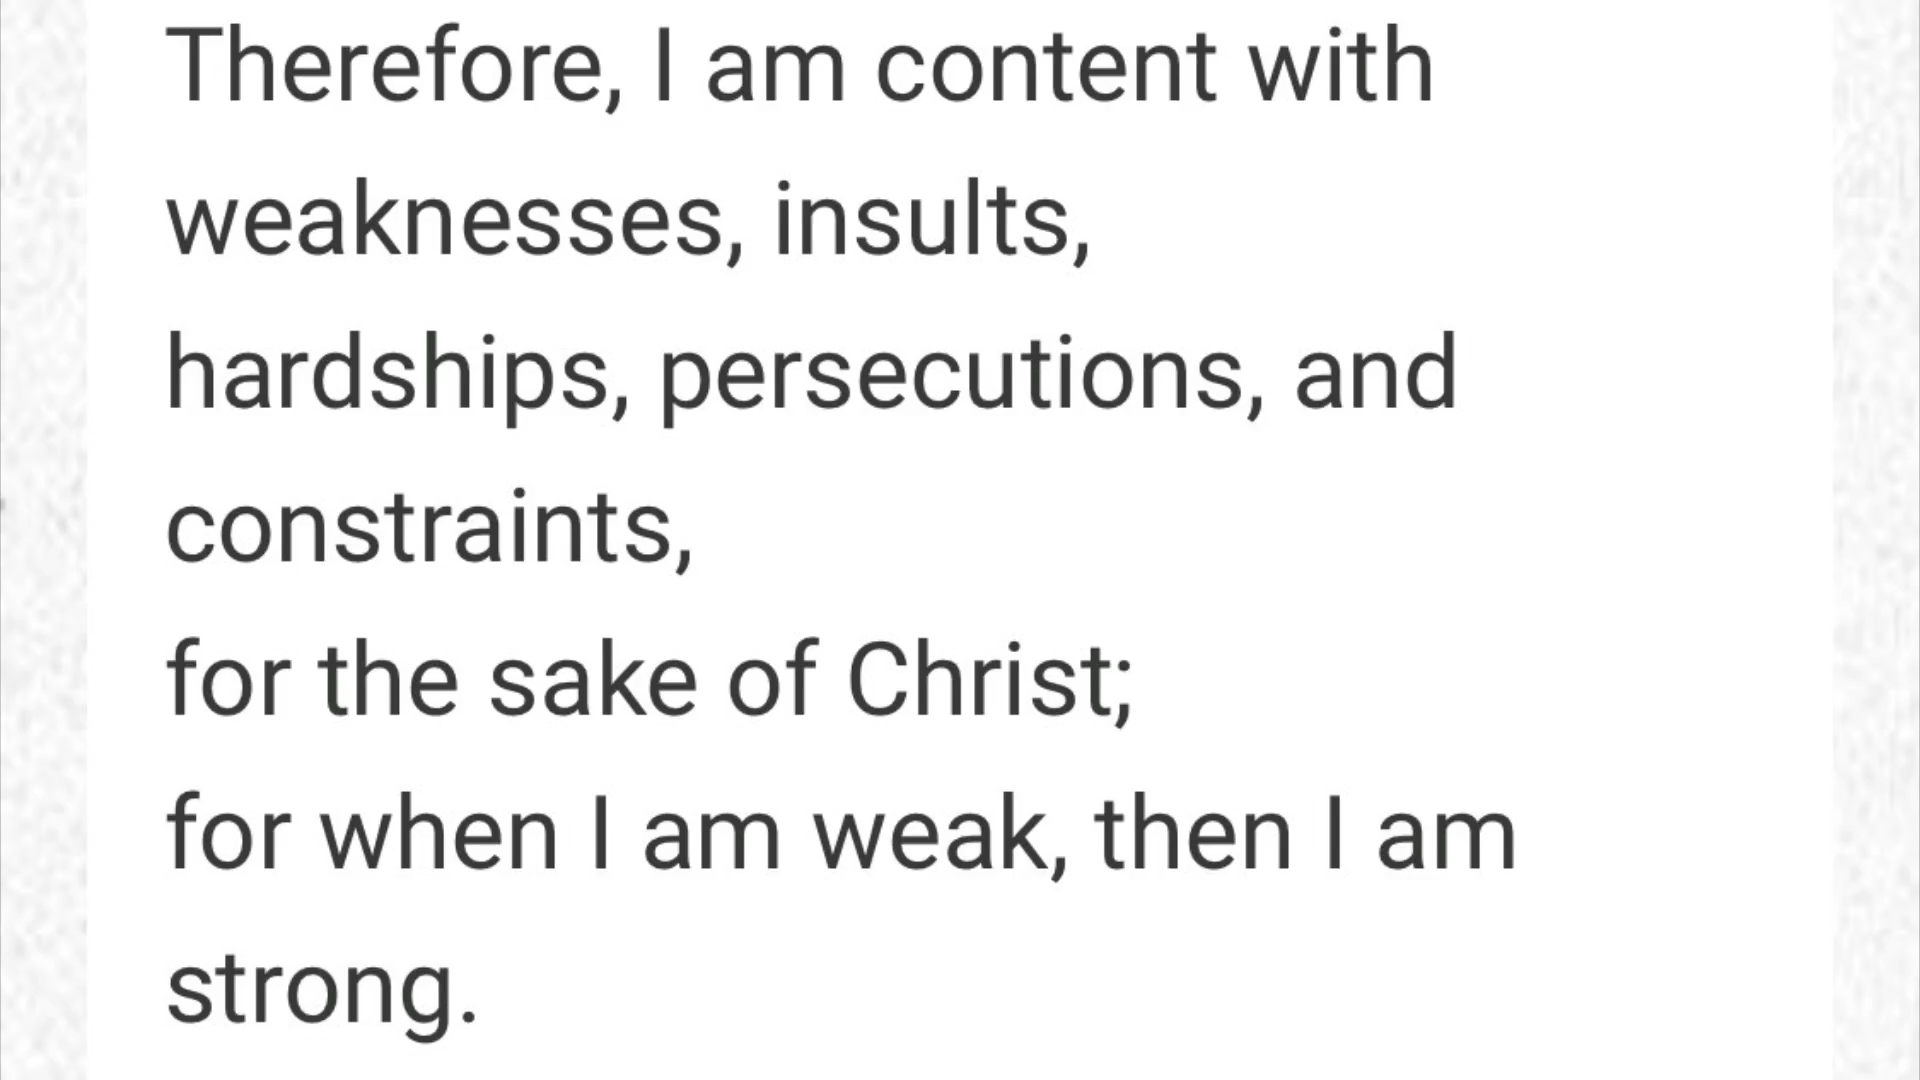 Therefore, I am content with
weaknesses, insults,
hardships, persecutions, and
constraints,
for the sake of Christ;
for when I am weak, then I am
strong.